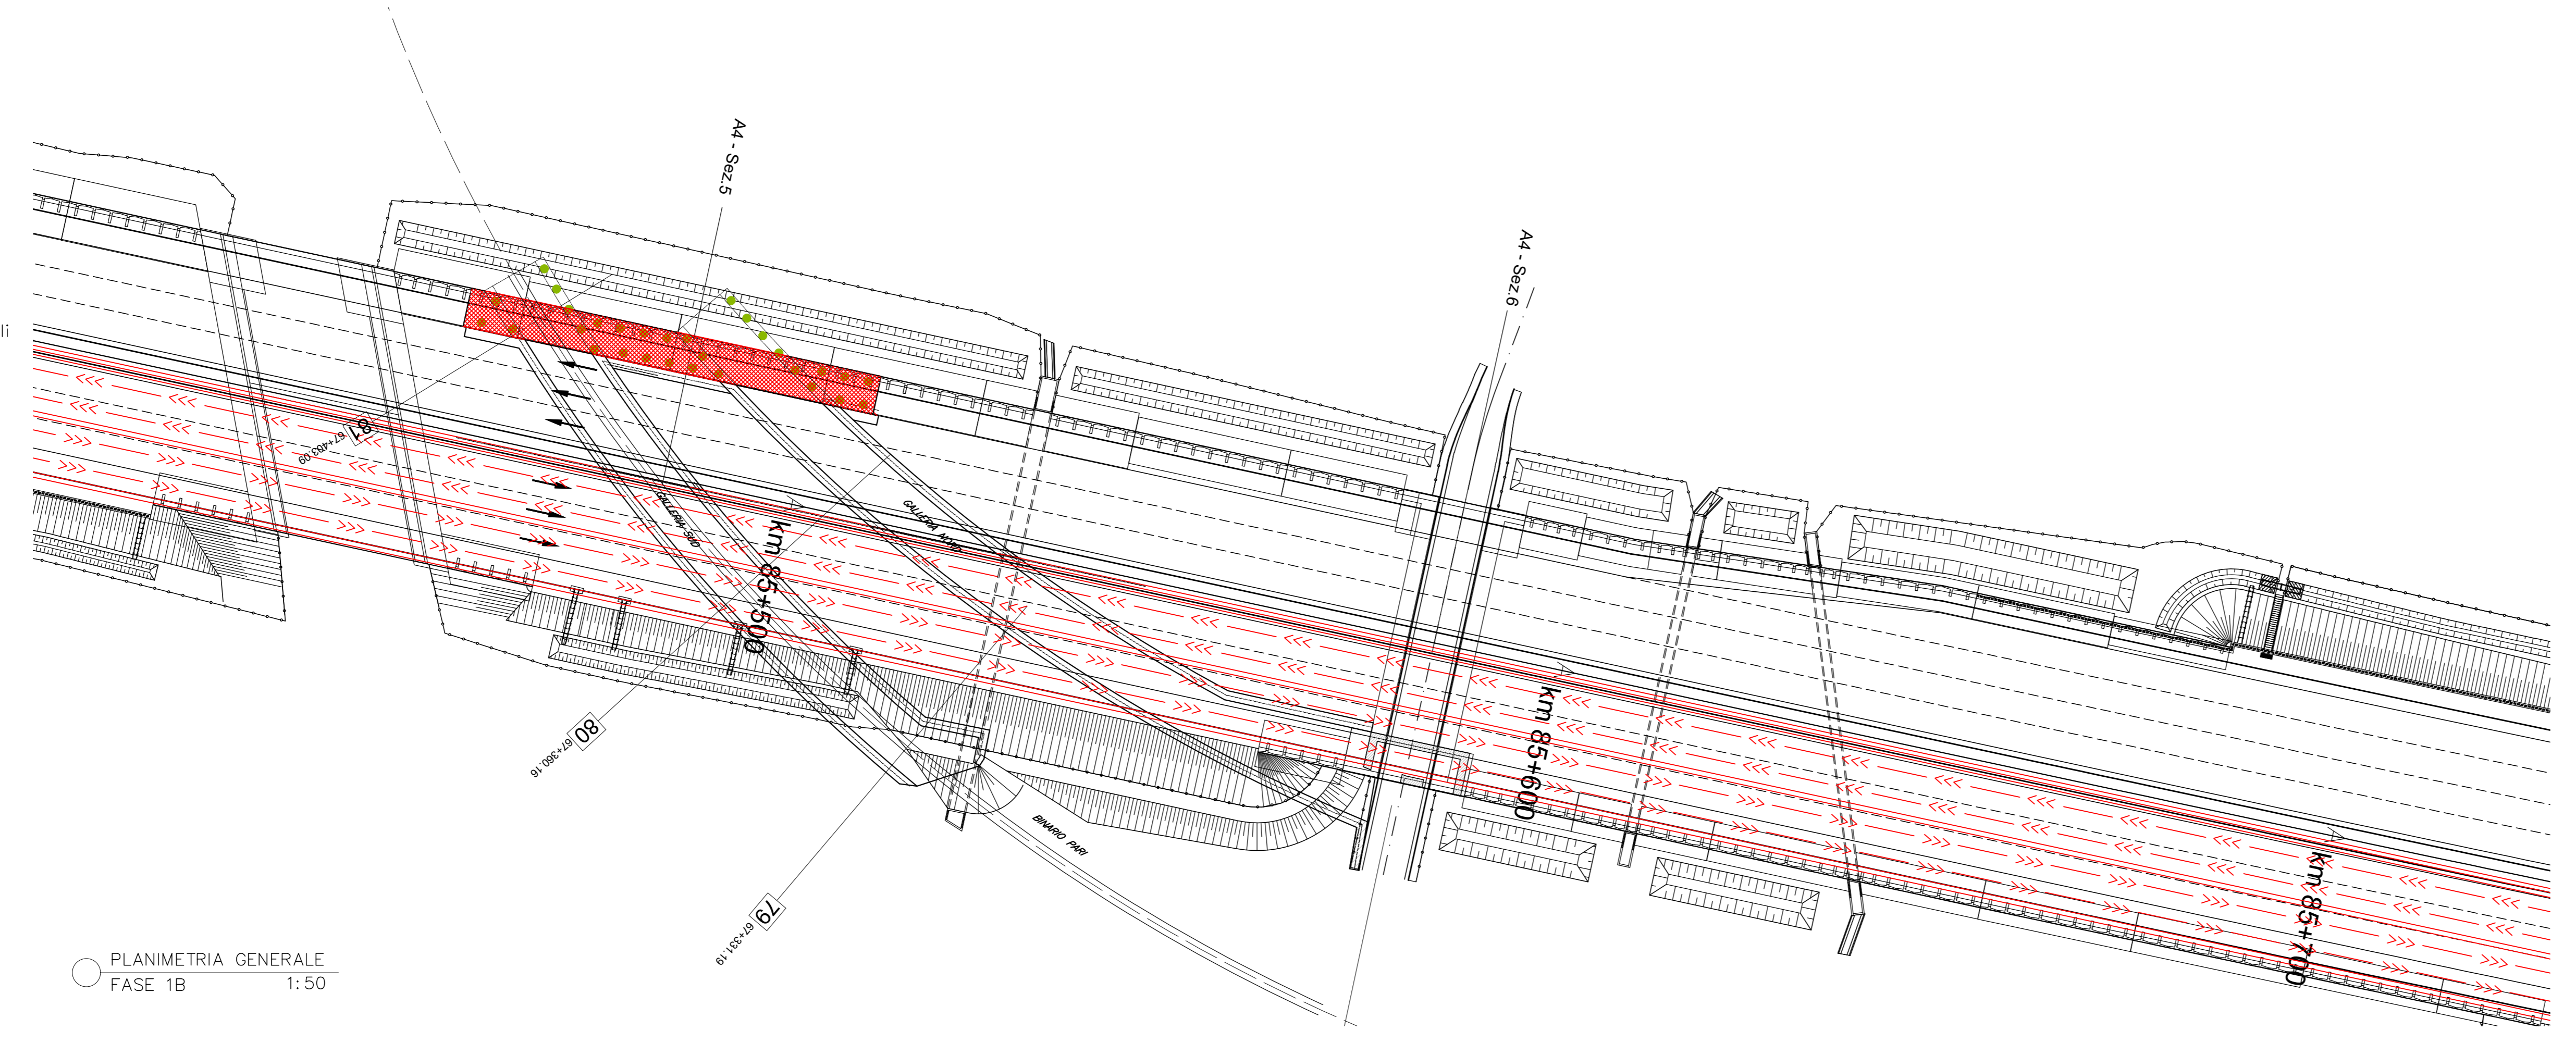 A4 - Sez.5
A4 - Sez.6
li
81
67+403.09
GALLERIA SUD
GALLERIA NORD
km 85+500
80
67+360.16
km 85+600
BINARIO PARI
79
67+331.19
km 85+700
PLANIMETRIA GENERALE
FASE 1B 1:50